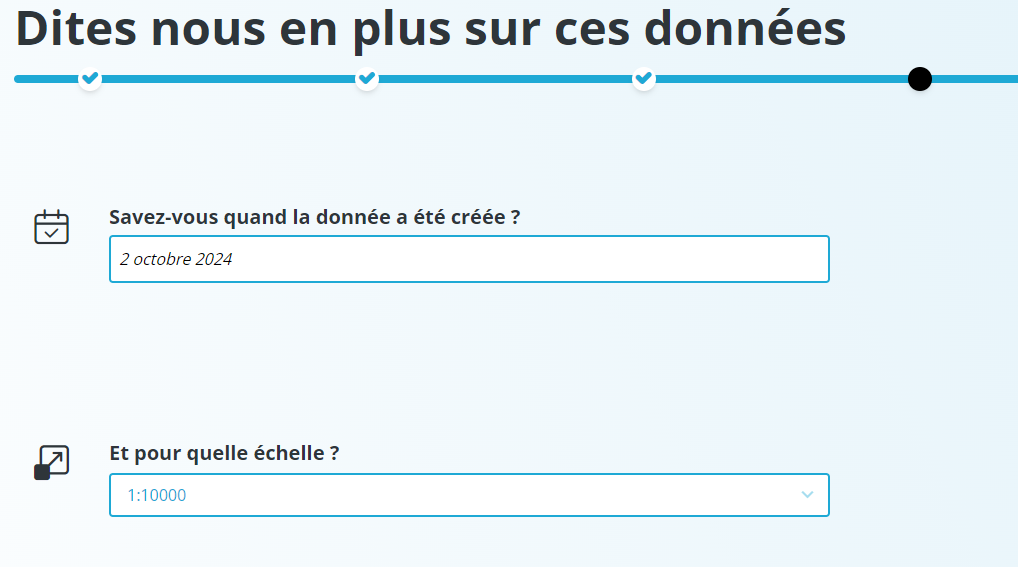 Dites nous en plus sur ces données
Savez-vous quand la donnée a été créée ?
2 octobre 2024
Et pour quelle échelle ?
1:10000